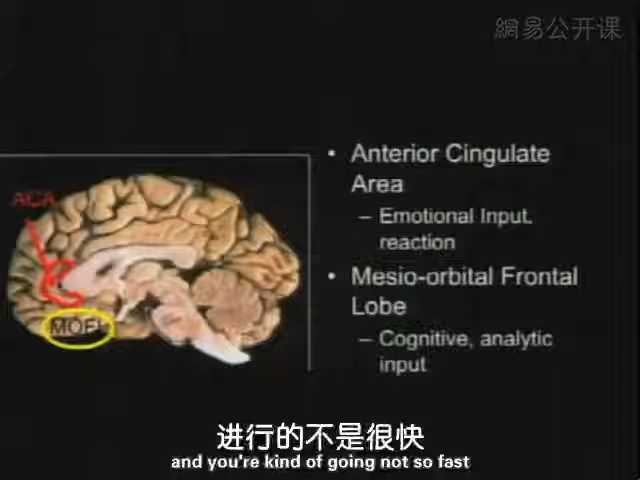 網易公开课
• Anterior Cingulate
Area
– Emotional Input.
reaction
• Mesio-orbital Frontal
Lobe
– Cognitive, analytic
input
ACA
MOFL
进行的不是很快
and you're kind of going not so fast